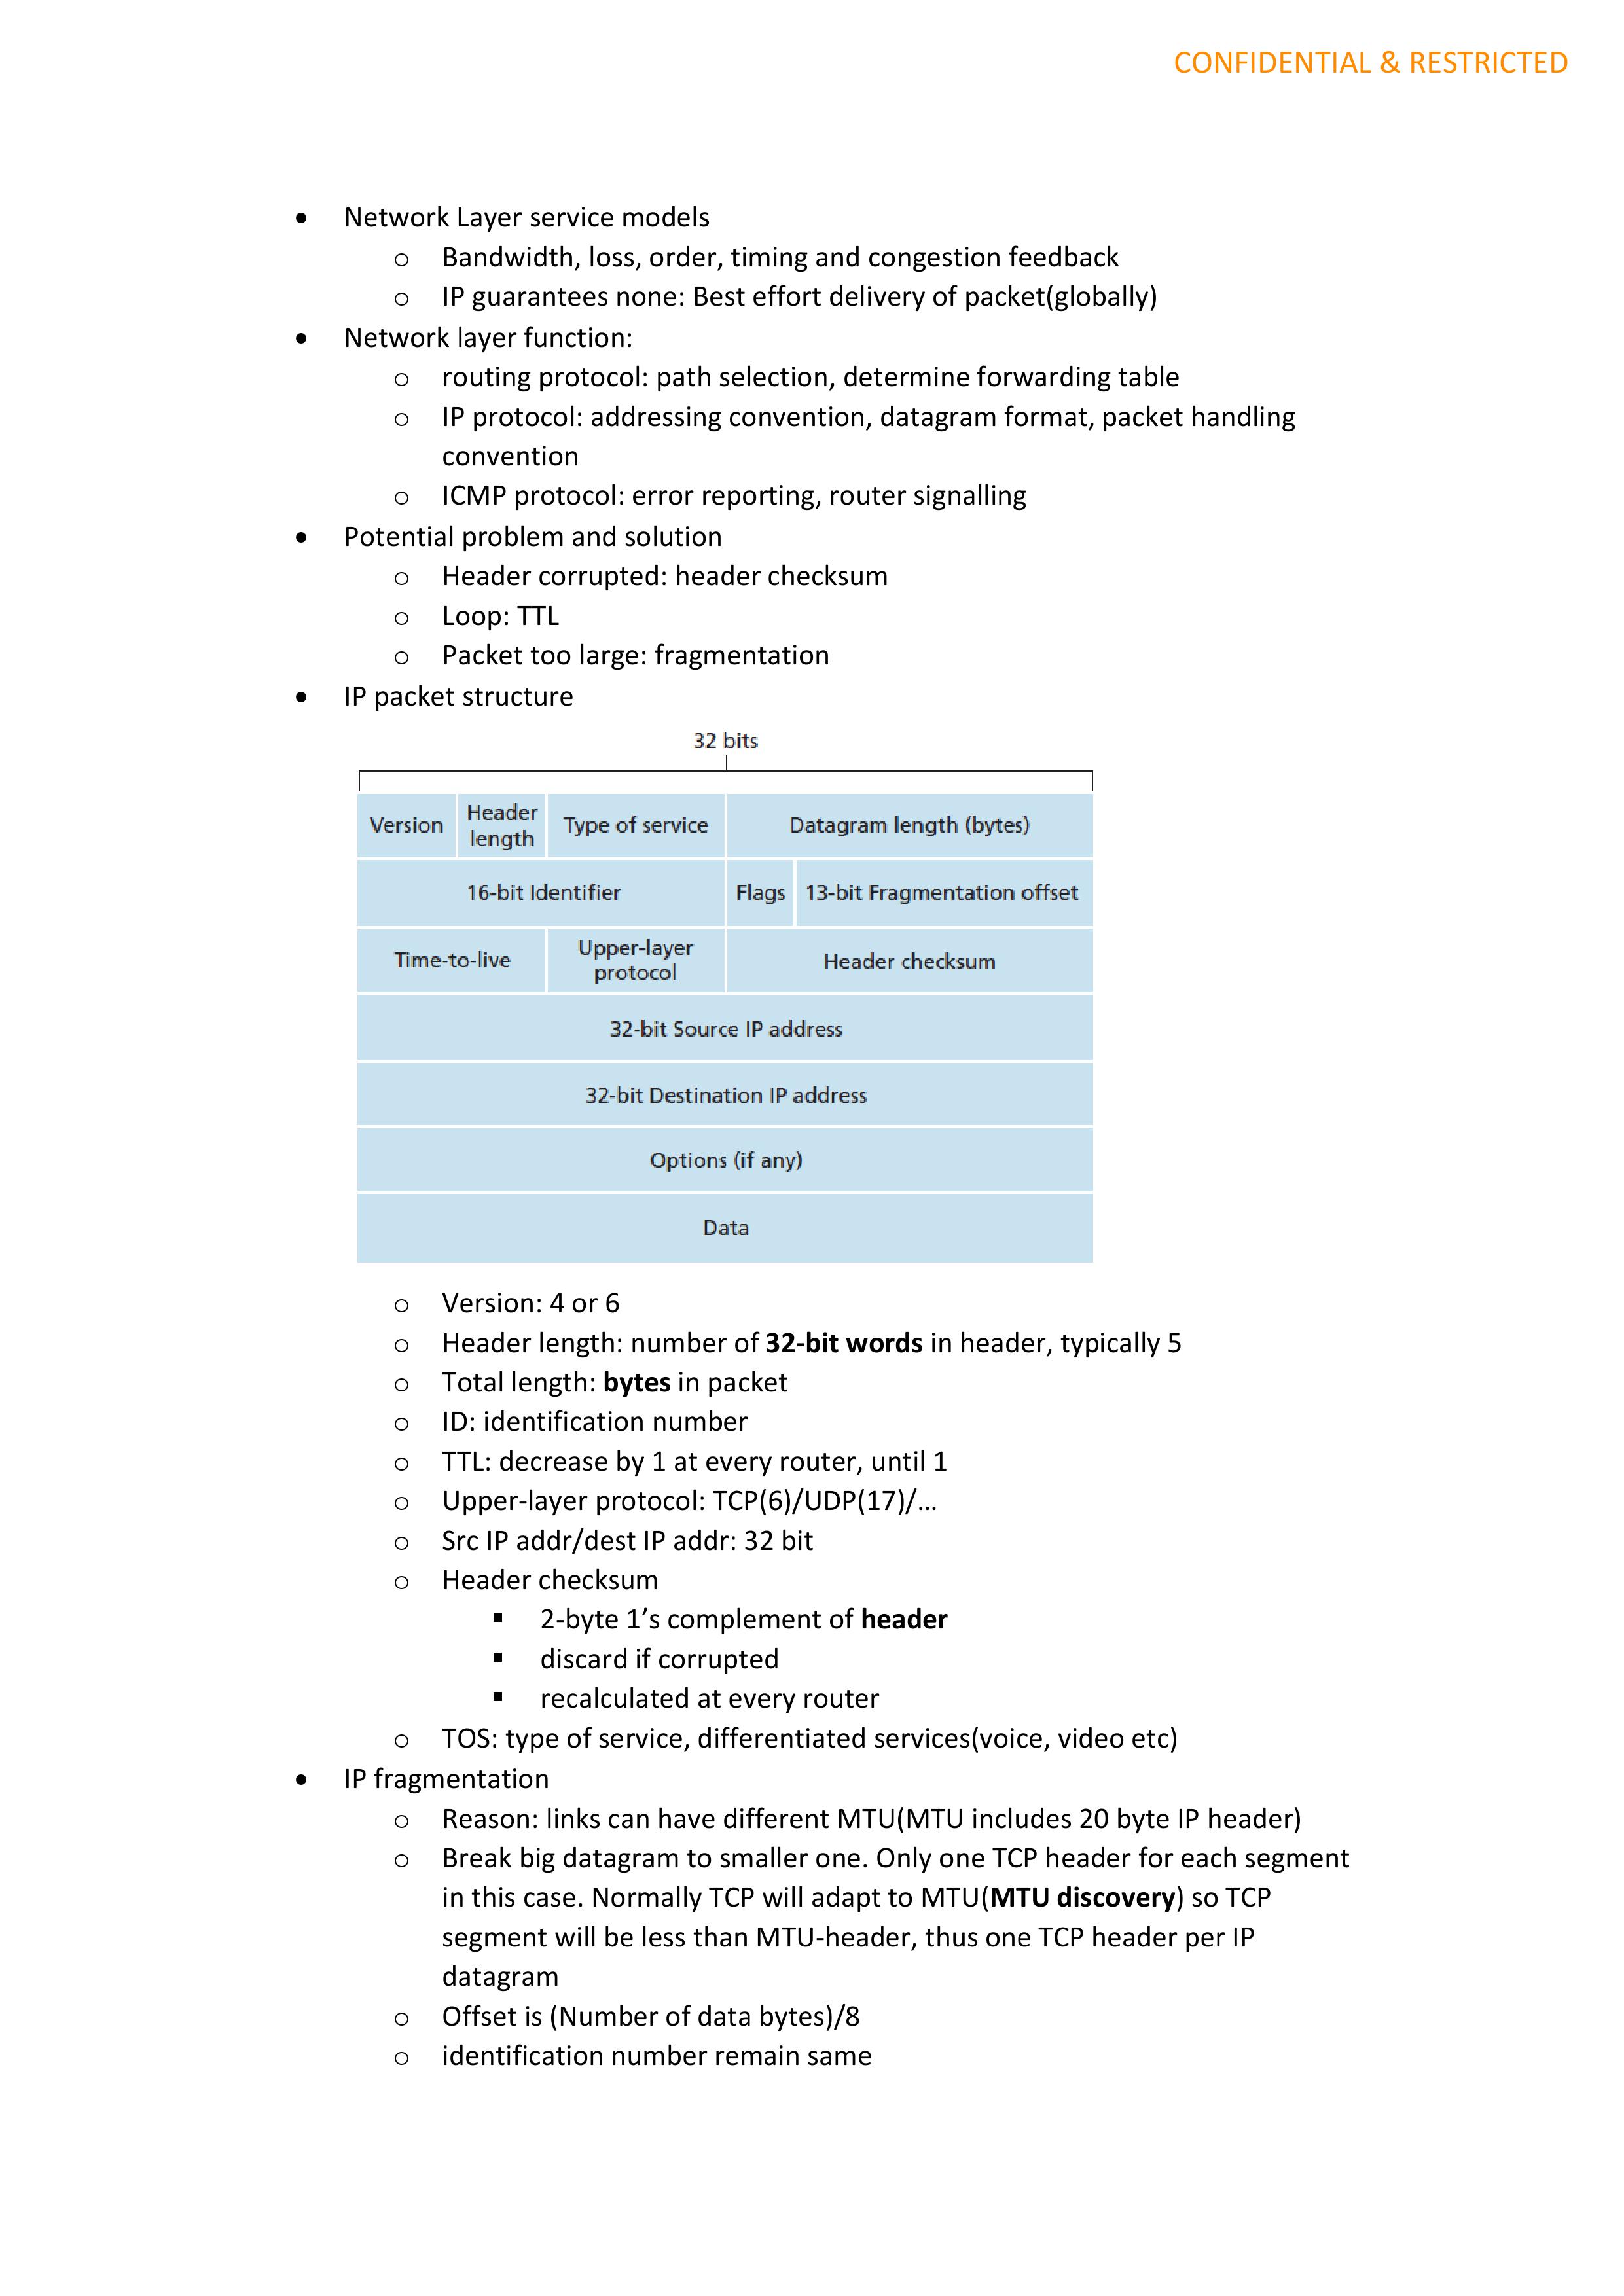 CONFIDENTIAL & RESTRICTED
• Network Layer service models
o Bandwidth, loss, order, timing and congestion feedback
o IP guarantees none: Best effort delivery of packet(globally)
• Network layer function:
o routing protocol: path selection, determine forwarding table
o IP protocol: addressing convention, datagram format, packet handling
convention
o ICMP protocol: error reporting, router signalling
• Potential problem and solution
o Header corrupted: header checksum
o Loop: TTL
o Packet too large: fragmentation
• IP packet structure
32 bits
Version Header length Type of service Datagram length (bytes)
16-bit Identifier Flags 13-bit Fragmentation offset
Time-to-live Upper-layer protocol Header checksum
32-bit Source IP address
32-bit Destination IP address
Options (if any)
Data
o Version: 4 or 6
o Header length: number of 32-bit words in header, typically 5
o Total length: bytes in packet
o ID: identification number
o TTL: decrease by 1 at every router, until 1
o Upper-layer protocol: TCP(6)/UDP(17)/…
o Src IP addr/dest IP addr: 32 bit
o Header checksum
▪ 2-byte 1’s complement of header
▪ discard if corrupted
▪ recalculated at every router
o TOS: type of service, differentiated services(voice, video etc)
• IP fragmentation
o Reason: links can have different MTU(MTU includes 20 byte IP header)
o Break big datagram to smaller one. Only one TCP header for each segment
in this case. Normally TCP will adapt to MTU(MTU discovery) so TCP
segment will be less than MTU-header, thus one TCP header per IP
datagram
o Offset is (Number of data bytes)/8
o identification number remain same